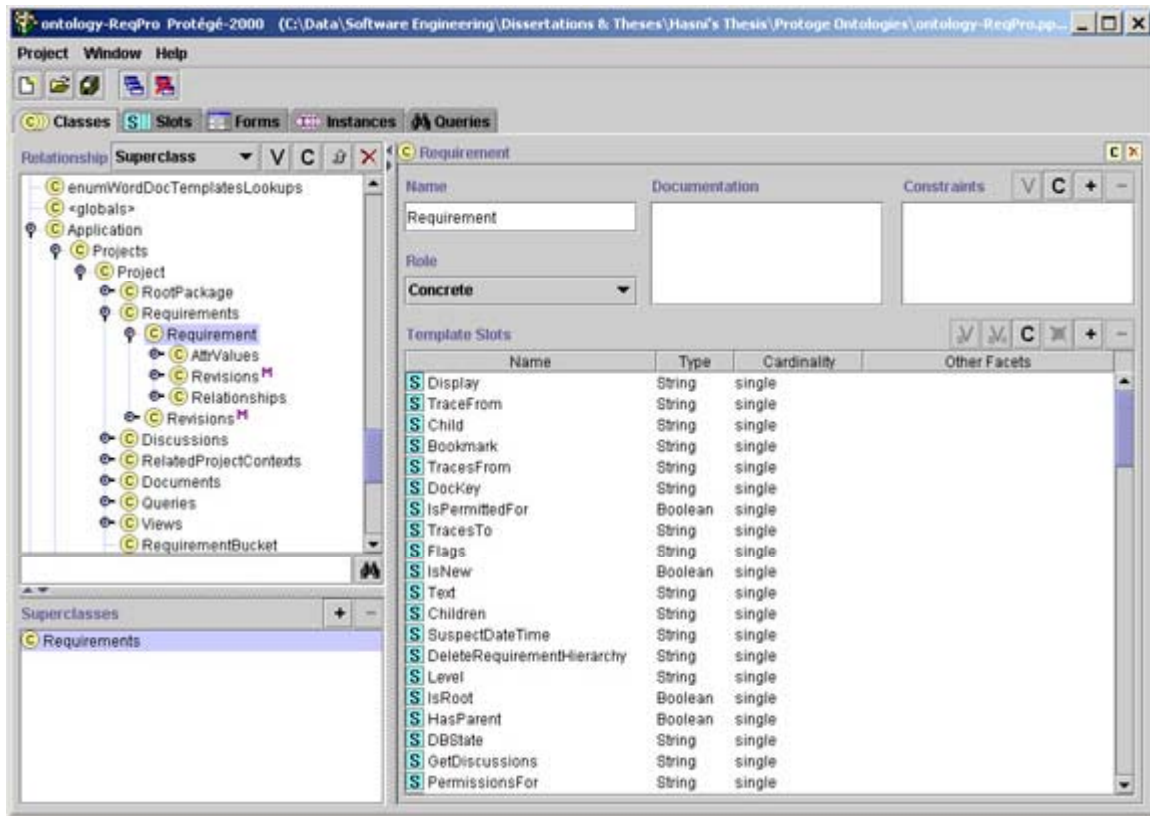 ontology-ReqPro Protégé-2000 (C:\Data\Software Engineering\Dissertations & Theses\Hasni's Thesis\Protoge Ontologies\ontology-ReqPro.pp...
Project Window Help
Classes Slots Forms Instances Queries
Relationship Superclass V C
enumWordDocTemplatesLookups
<globals>
Application
Projects
Project
RootPackage
Requirements
Requirement
AttrValues
Revisions M
Relationships
Revisions M
Discussions
RelatedProjectContexts
Documents
Queries
Views
RequirementBucket
Superclasses + -
Requirements
Requirement
Name Documentation Constraints V C + -
Requirement
Role
Concrete
Template Slots C + -
Name Type Cardinality Other Facets
S Display String single
S TraceFrom String single
S Child String single
S Bookmark String single
S TracesFrom String single
S DocKey String single
S IsPermittedFor Boolean single
S TracesTo String single
S Flags String single
S IsNew Boolean single
S Text String single
S Children String single
S SuspectDateTime String single
S DeleteRequirementHierarchy String single
S Level String single
S IsRoot Boolean single
S HasParent Boolean single
S DBState String single
S GetDiscussions String single
S PermissionsFor String single